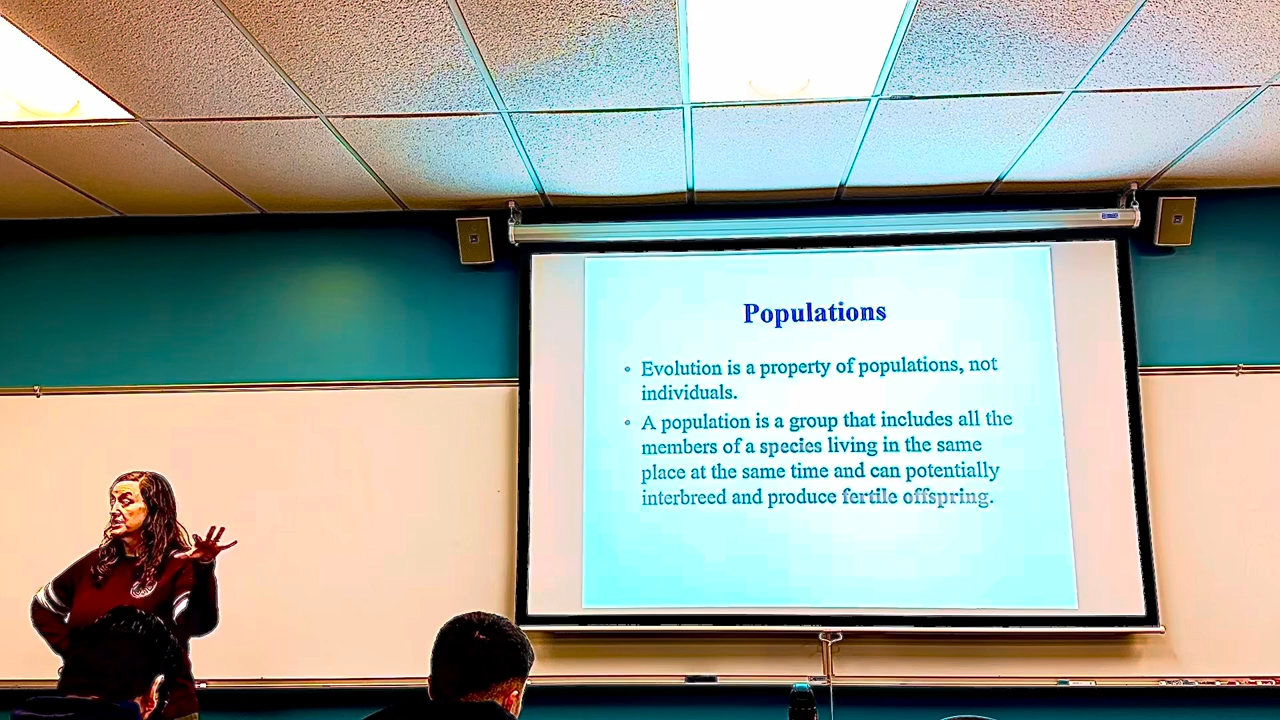 Populations
• Evolution is a property of populations, not
individuals.
• A population is a group that includes all the
members of a species living in the same
place at the same time and can potentially
interbreed and produce fertile offspring.